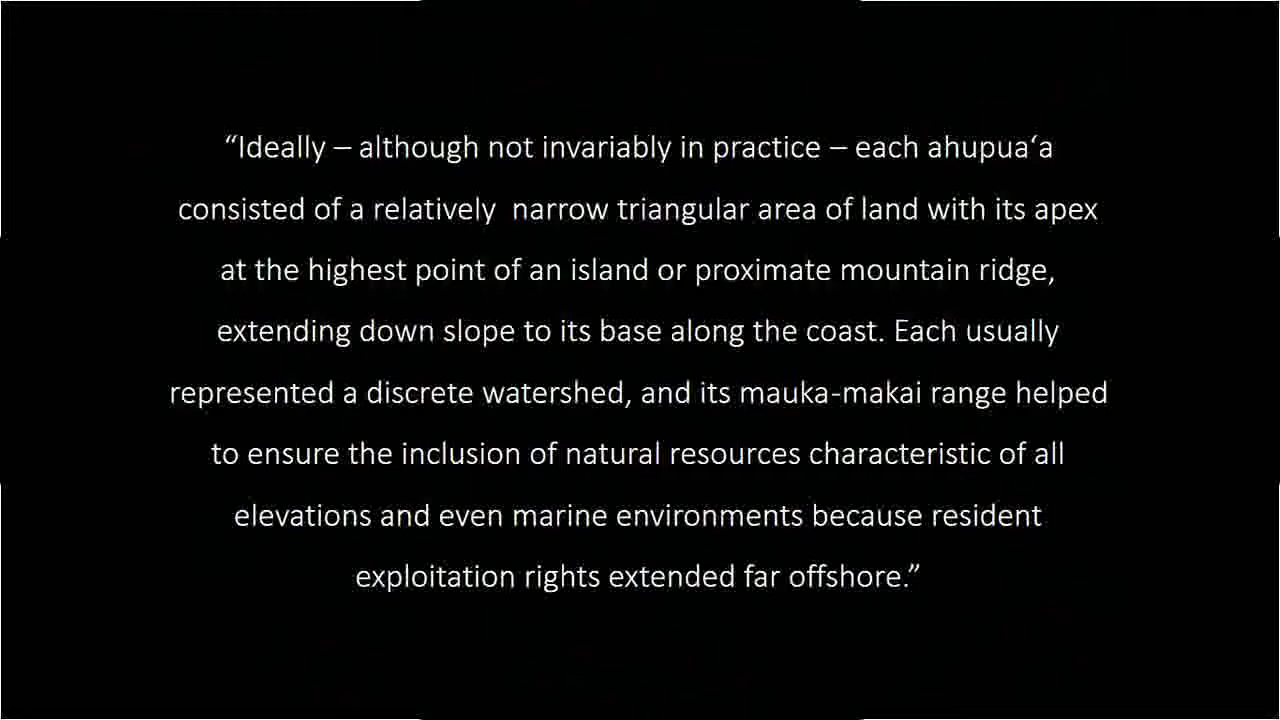 “Ideally – although not invariably in practice – each ahupua‘a
consisted of a relatively  narrow triangular area of land with its apex
at the highest point of an island or proximate mountain ridge,
extending down slope to its base along the coast. Each usually
represented a discrete watershed, and its mauka-makai range helped
to ensure the inclusion of natural resources characteristic of all
elevations and even marine environments because resident
exploitation rights extended far offshore.”